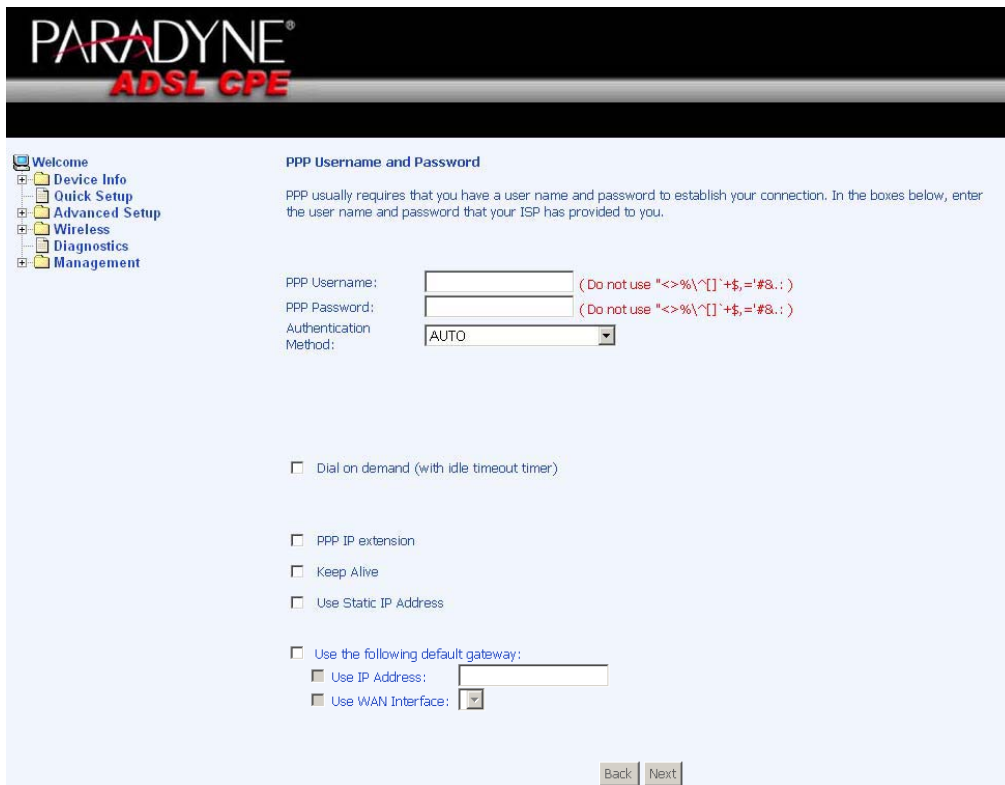 PARADYNE®
ADSL CPE
Welcome
Device Info
Quick Setup
Advanced Setup
Wireless
Diagnostics
Management
PPP Username and Password
PPP usually requires that you have a user name and password to establish your connection. In the boxes below, enter
the user name and password that your ISP has provided to you.
PPP Username: ( Do not use "<>%\^[]`+$,='#&.: )
PPP Password: ( Do not use "<>%\^[]`+$,='#&.: )
Authentication
Method: AUTO
Dial on demand (with idle timeout timer)
PPP IP extension
Keep Alive
Use Static IP Address
Use the following default gateway:
Use IP Address:
Use WAN Interface:
Back Next